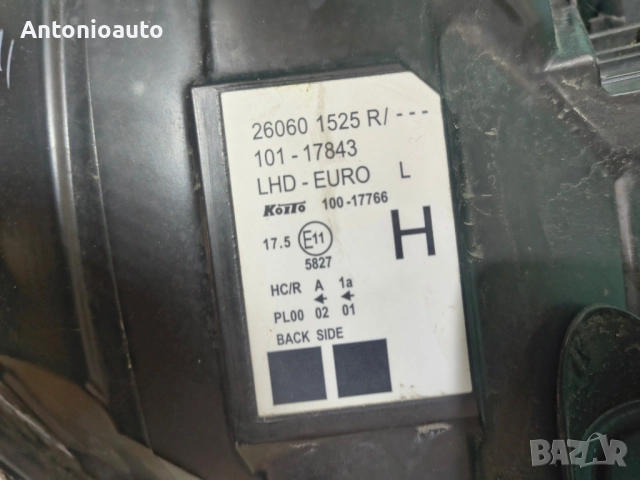 Antonioauto
26060 1525 R/ ---
101-17843
LHD-EURO L
Koito 100-17766
17.5 E11 H
5827
HC/R A 1a
PL00 02 01
BACK SIDE
BAZAR
bg